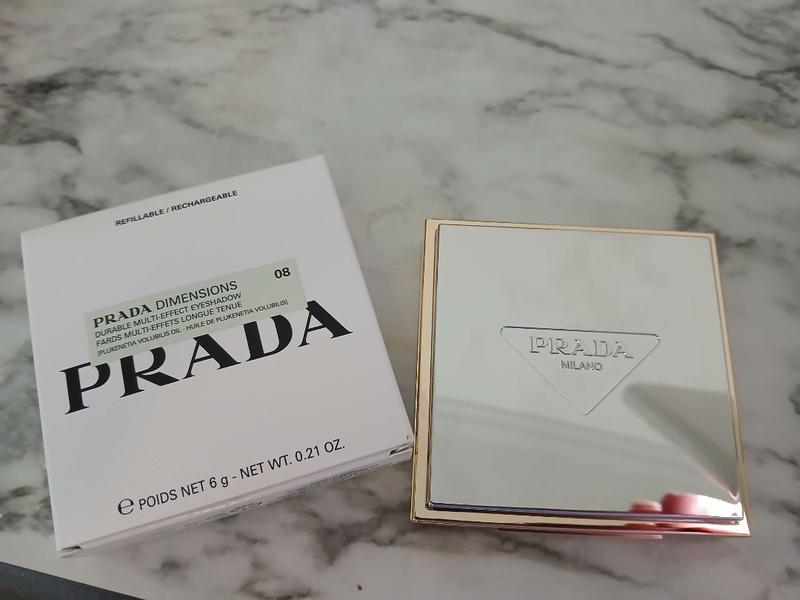 REFILLABLE / RECHARGEABLE
08
PRADA DIMENSIONS
DURABLE MULTI-EFFECT EYESHADOW
FARDS MULTI-EFFETS LONGUE TENUE
[PLUKENETIA VOLUBILIS OIL · HUILE DE PLUKENETIA VOLUBILIS]
PRADA
℮ POIDS NET 6 g - NET WT. 0.21 OZ.
PRADA
MILANO